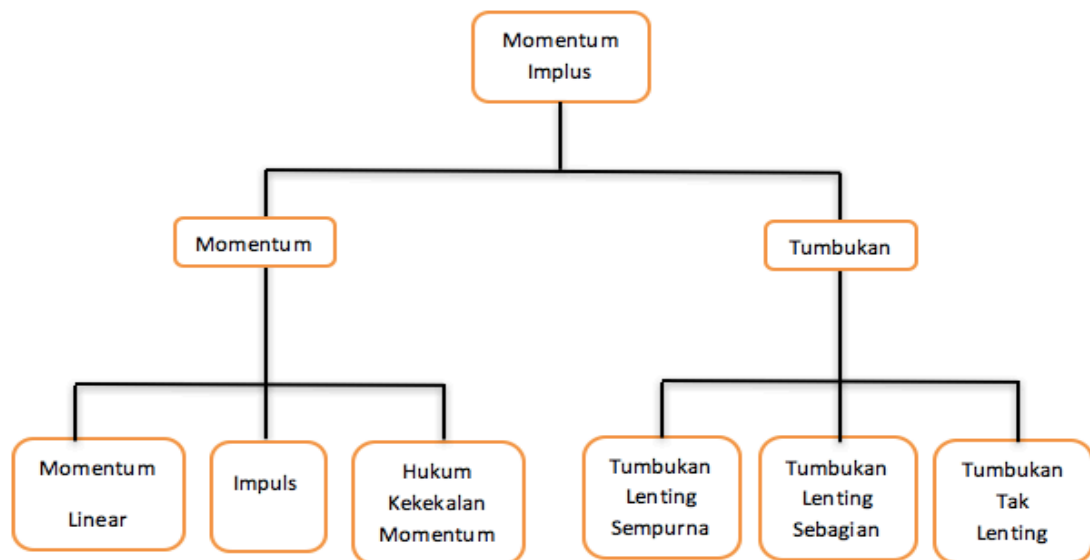 Momentum
Implus
Momentum
Tumbukan
Momentum
Linear
Impuls
Hukum
Kekekalan
Momentum
Tumbukan
Lenting
Sempurna
Tumbukan
Lenting
Sebagian
Tumbukan
Tak
Lenting